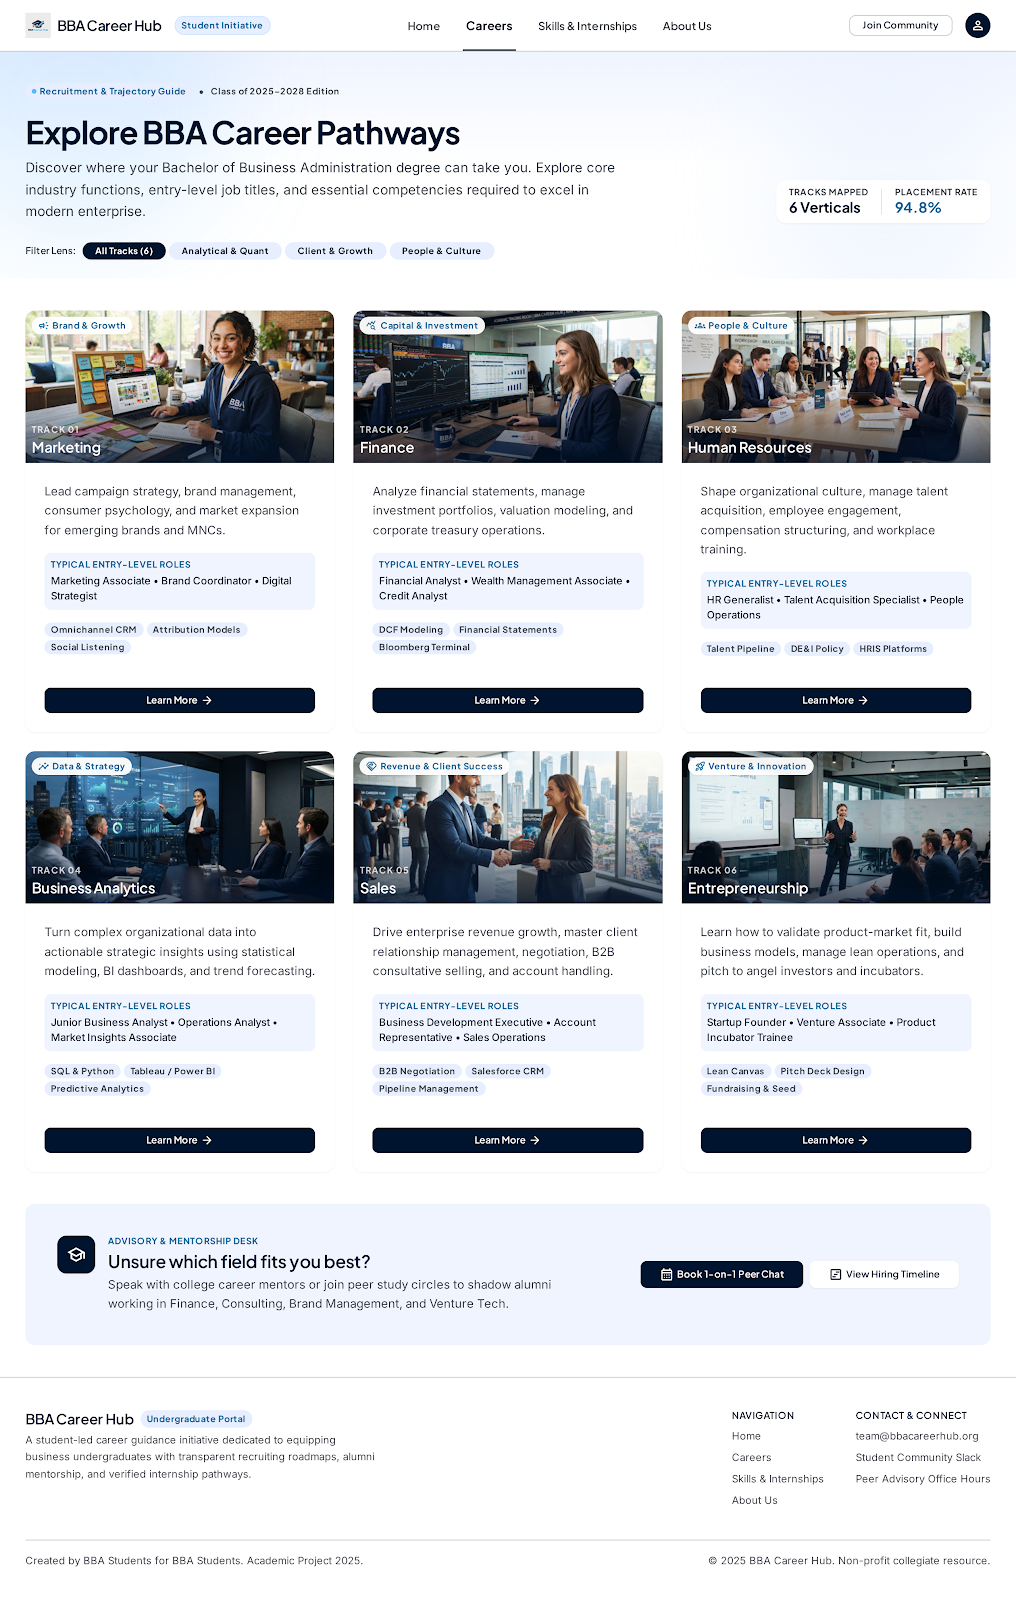 BBA Career Hub
Student Initiative
Home
Careers
Skills & Internships
About Us
Join Community
Recruitment & Trajectory Guide
• Class of 2025–2028 Edition
Explore BBA Career Pathways
Discover where your Bachelor of Business Administration degree can take you. Explore core
industry functions, entry-level job titles, and essential competencies required to excel in
modern enterprise.
TRACKS MAPPED
6 Verticals
PLACEMENT RATE
94.8%
Filter Lens:
All Tracks (6)
Analytical & Quant
Client & Growth
People & Culture
Brand & Growth
TRACK 01
Marketing
Lead campaign strategy, brand management,
consumer psychology, and market expansion
for emerging brands and MNCs.
TYPICAL ENTRY-LEVEL ROLES
Marketing Associate • Brand Coordinator • Digital
Strategist
Omnichannel CRM
Attribution Models
Social Listening
Learn More →
Capital & Investment
TRACK 02
Finance
Analyze financial statements, manage
investment portfolios, valuation modeling, and
corporate treasury operations.
TYPICAL ENTRY-LEVEL ROLES
Financial Analyst • Wealth Management Associate •
Credit Analyst
DCF Modeling
Financial Statements
Bloomberg Terminal
Learn More →
People & Culture
TRACK 03
Human Resources
Shape organizational culture, manage talent
acquisition, employee engagement,
compensation structuring, and workplace
training.
TYPICAL ENTRY-LEVEL ROLES
HR Generalist • Talent Acquisition Specialist • People
Operations
Talent Pipeline
DE&I Policy
HRIS Platforms
Learn More →
Data & Strategy
TRACK 04
Business Analytics
Turn complex organizational data into
actionable strategic insights using statistical
modeling, BI dashboards, and trend forecasting.
TYPICAL ENTRY-LEVEL ROLES
Junior Business Analyst • Operations Analyst •
Market Insights Associate
SQL & Python
Tableau / Power BI
Predictive Analytics
Learn More →
Revenue & Client Success
TRACK 05
Sales
Drive enterprise revenue growth, master client
relationship management, negotiation, B2B
consultative selling, and account handling.
TYPICAL ENTRY-LEVEL ROLES
Business Development Executive • Account
Representative • Sales Operations
B2B Negotiation
Salesforce CRM
Pipeline Management
Learn More →
Venture & Innovation
TRACK 06
Entrepreneurship
Learn how to validate product-market fit, build
business models, manage lean operations, and
pitch to angel investors and incubators.
TYPICAL ENTRY-LEVEL ROLES
Startup Founder • Venture Associate • Product
Incubator Trainee
Lean Canvas
Pitch Deck Design
Fundraising & Seed
Learn More →
ADVISORY & MENTORSHIP DESK
Unsure which field fits you best?
Speak with college career mentors or join peer study circles to shadow alumni
working in Finance, Consulting, Brand Management, and Venture Tech.
Book 1-on-1 Peer Chat
View Hiring Timeline
BBA Career Hub
Undergraduate Portal
A student-led career guidance initiative dedicated to equipping
business undergraduates with transparent recruiting roadmaps, alumni
mentorship, and verified internship pathways.
NAVIGATION
Home
Careers
Skills & Internships
About Us
CONTACT & CONNECT
team@bbacareerhub.org
Student Community Slack
Peer Advisory Office Hours
Created by BBA Students for BBA Students. Academic Project 2025.
© 2025 BBA Career Hub. Non-profit collegiate resource.